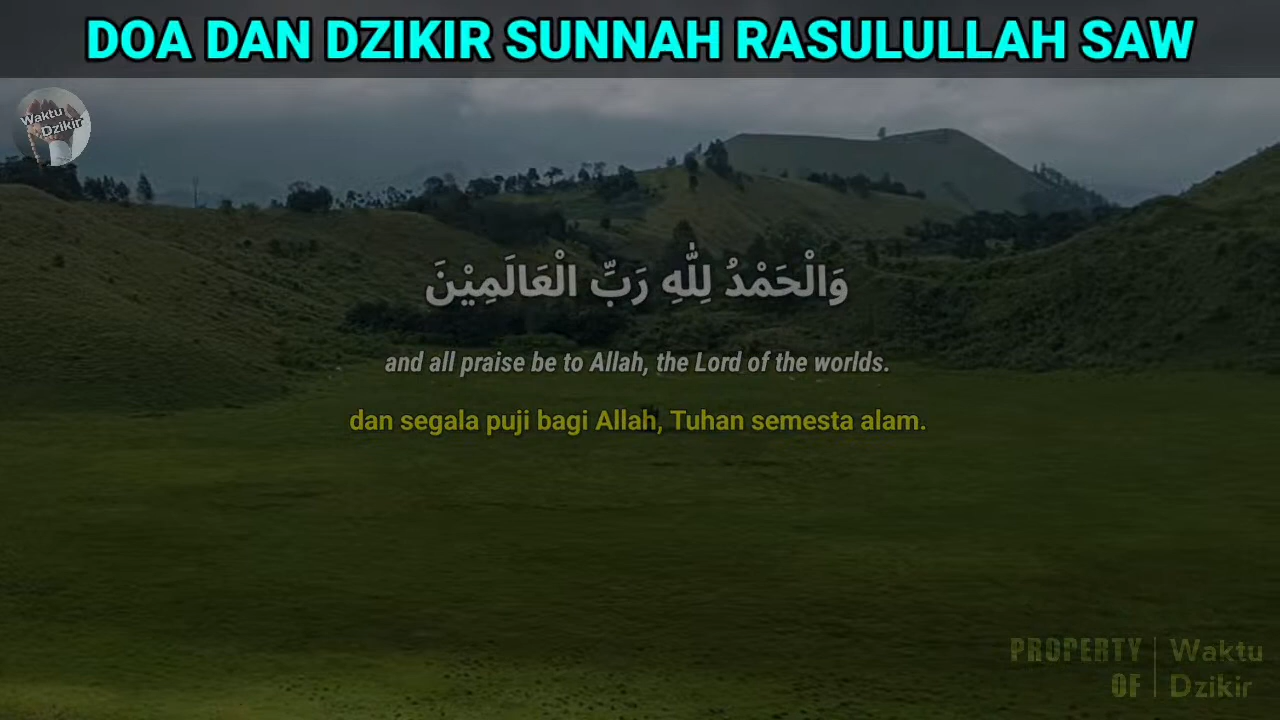 DOA DAN DZIKIR SUNNAH RASULULLAH SAW
Waktu
Dzikir
وَالْحَمْدُ لِلّٰهِ رَبِّ الْعَالَمِيْنَ
and all praise be to Allah, the Lord of the worlds.
dan segala puji bagi Allah, Tuhan semesta alam.
PROPERTY OF
Waktu Dzikir